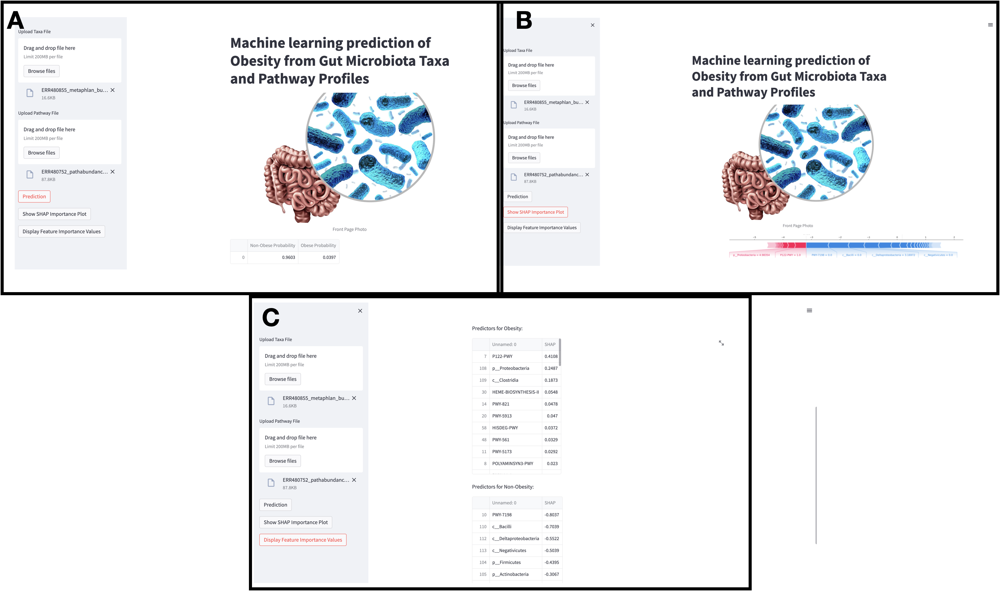 A
Upload Taxa File
Drag and drop file here
Limit 200MB per file
Browse files
ERR480855_metaphlan_bu...
16.6KB
Upload Pathway File
Drag and drop file here
Limit 200MB per file
Browse files
ERR480752_pathabundanc...
87.8KB
Prediction
Show SHAP Importance Plot
Display Feature Importance Values
Machine learning prediction of
Obesity from Gut Microbiota Taxa
and Pathway Profiles
Front Page Photo
Non-Obese Probability Obese Probability
0 0.9603 0.0397
B
Upload Taxa File
Drag and drop file here
Limit 200MB per file
Browse files
ERR480855_metaphlan_bu...
16.6KB
Upload Pathway File
Drag and drop file here
Limit 200MB per file
Browse files
ERR480752_pathabundanc...
87.8KB
Prediction
Show SHAP Importance Plot
Display Feature Importance Values
Machine learning prediction of
Obesity from Gut Microbiota Taxa
and Pathway Profiles
Front Page Photo
-5 -4 -3 -2 -1 0 1 2
p__Proteobacteria = 4.98354 P122-PWY = 1.0 PWY-7198 = 0.0 c__Bacilli = 0.0 c__Deltaproteobacteria = 3.16972 c__Negativicutes = 0.0
C
Upload Taxa File
Drag and drop file here
Limit 200MB per file
Browse files
ERR480855_metaphlan_bu...
16.6KB
Upload Pathway File
Drag and drop file here
Limit 200MB per file
Browse files
ERR480752_pathabundanc...
87.8KB
Prediction
Show SHAP Importance Plot
Display Feature Importance Values
Predictors for Obesity:
Unnamed: 0 SHAP
7 P122-PWY 0.4108
108 p__Proteobacteria 0.2487
109 c__Clostridia 0.1873
30 HEME-BIOSYNTHESIS-II 0.0548
14 PWY-821 0.0478
20 PWY-5913 0.047
58 HISDEG-PWY 0.0372
48 PWY-561 0.0329
11 PWY-5173 0.0292
8 POLYAMINSYN3-PWY 0.023
Predictors for Non-Obesity:
Unnamed: 0 SHAP
10 PWY-7198 -0.8037
110 c__Bacilli -0.7039
112 c__Deltaproteobacteria -0.5522
113 c__Negativicutes -0.5039
104 p__Firmicutes -0.4395
105 p__Actinobacteria -0.3067